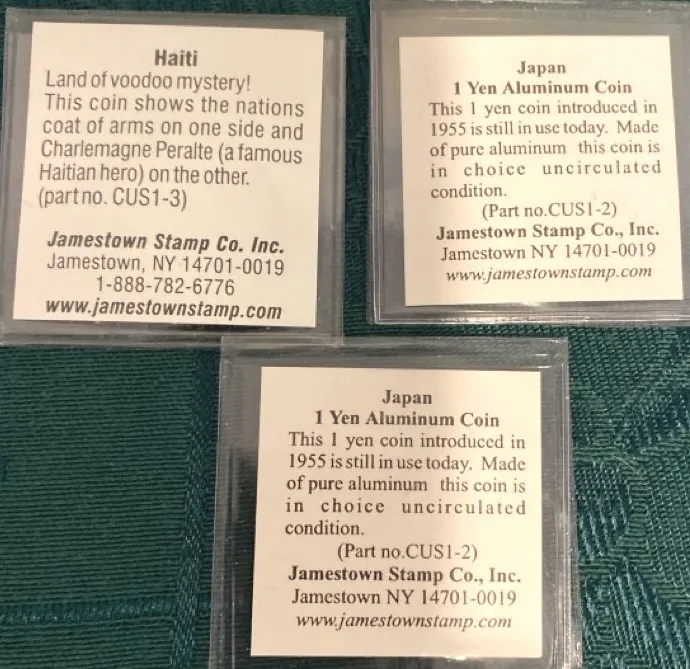 Haiti
Land of voodoo mystery!
This coin shows the nations
coat of arms on one side and
Charlemagne Peralte (a famous
Haitian hero) on the other.
(part no. CUS1-3)
Jamestown Stamp Co. Inc.
Jamestown, NY 14701-0019
1-888-782-6776
www.jamestownstamp.com
Japan
1 Yen Aluminum Coin
This 1 yen coin introduced in
1955 is still in use today. Made
of pure aluminum this coin is
in choice uncirculated
condition.
(Part no.CUS1-2)
Jamestown Stamp Co., Inc.
Jamestown NY 14701-0019
www.jamestownstamp.com
Japan
1 Yen Aluminum Coin
This 1 yen coin introduced in
1955 is still in use today. Made
of pure aluminum this coin is
in choice uncirculated
condition.
(Part no.CUS1-2)
Jamestown Stamp Co., Inc.
Jamestown NY 14701-0019
www.jamestownstamp.com